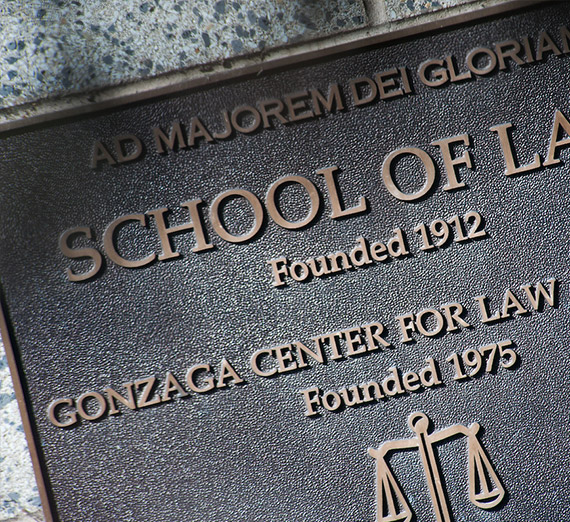 AD MAJOREM DEI GLORIAM
SCHOOL OF LA
Founded 1912
GONZAGA CENTER FOR LAW
Founded 1975